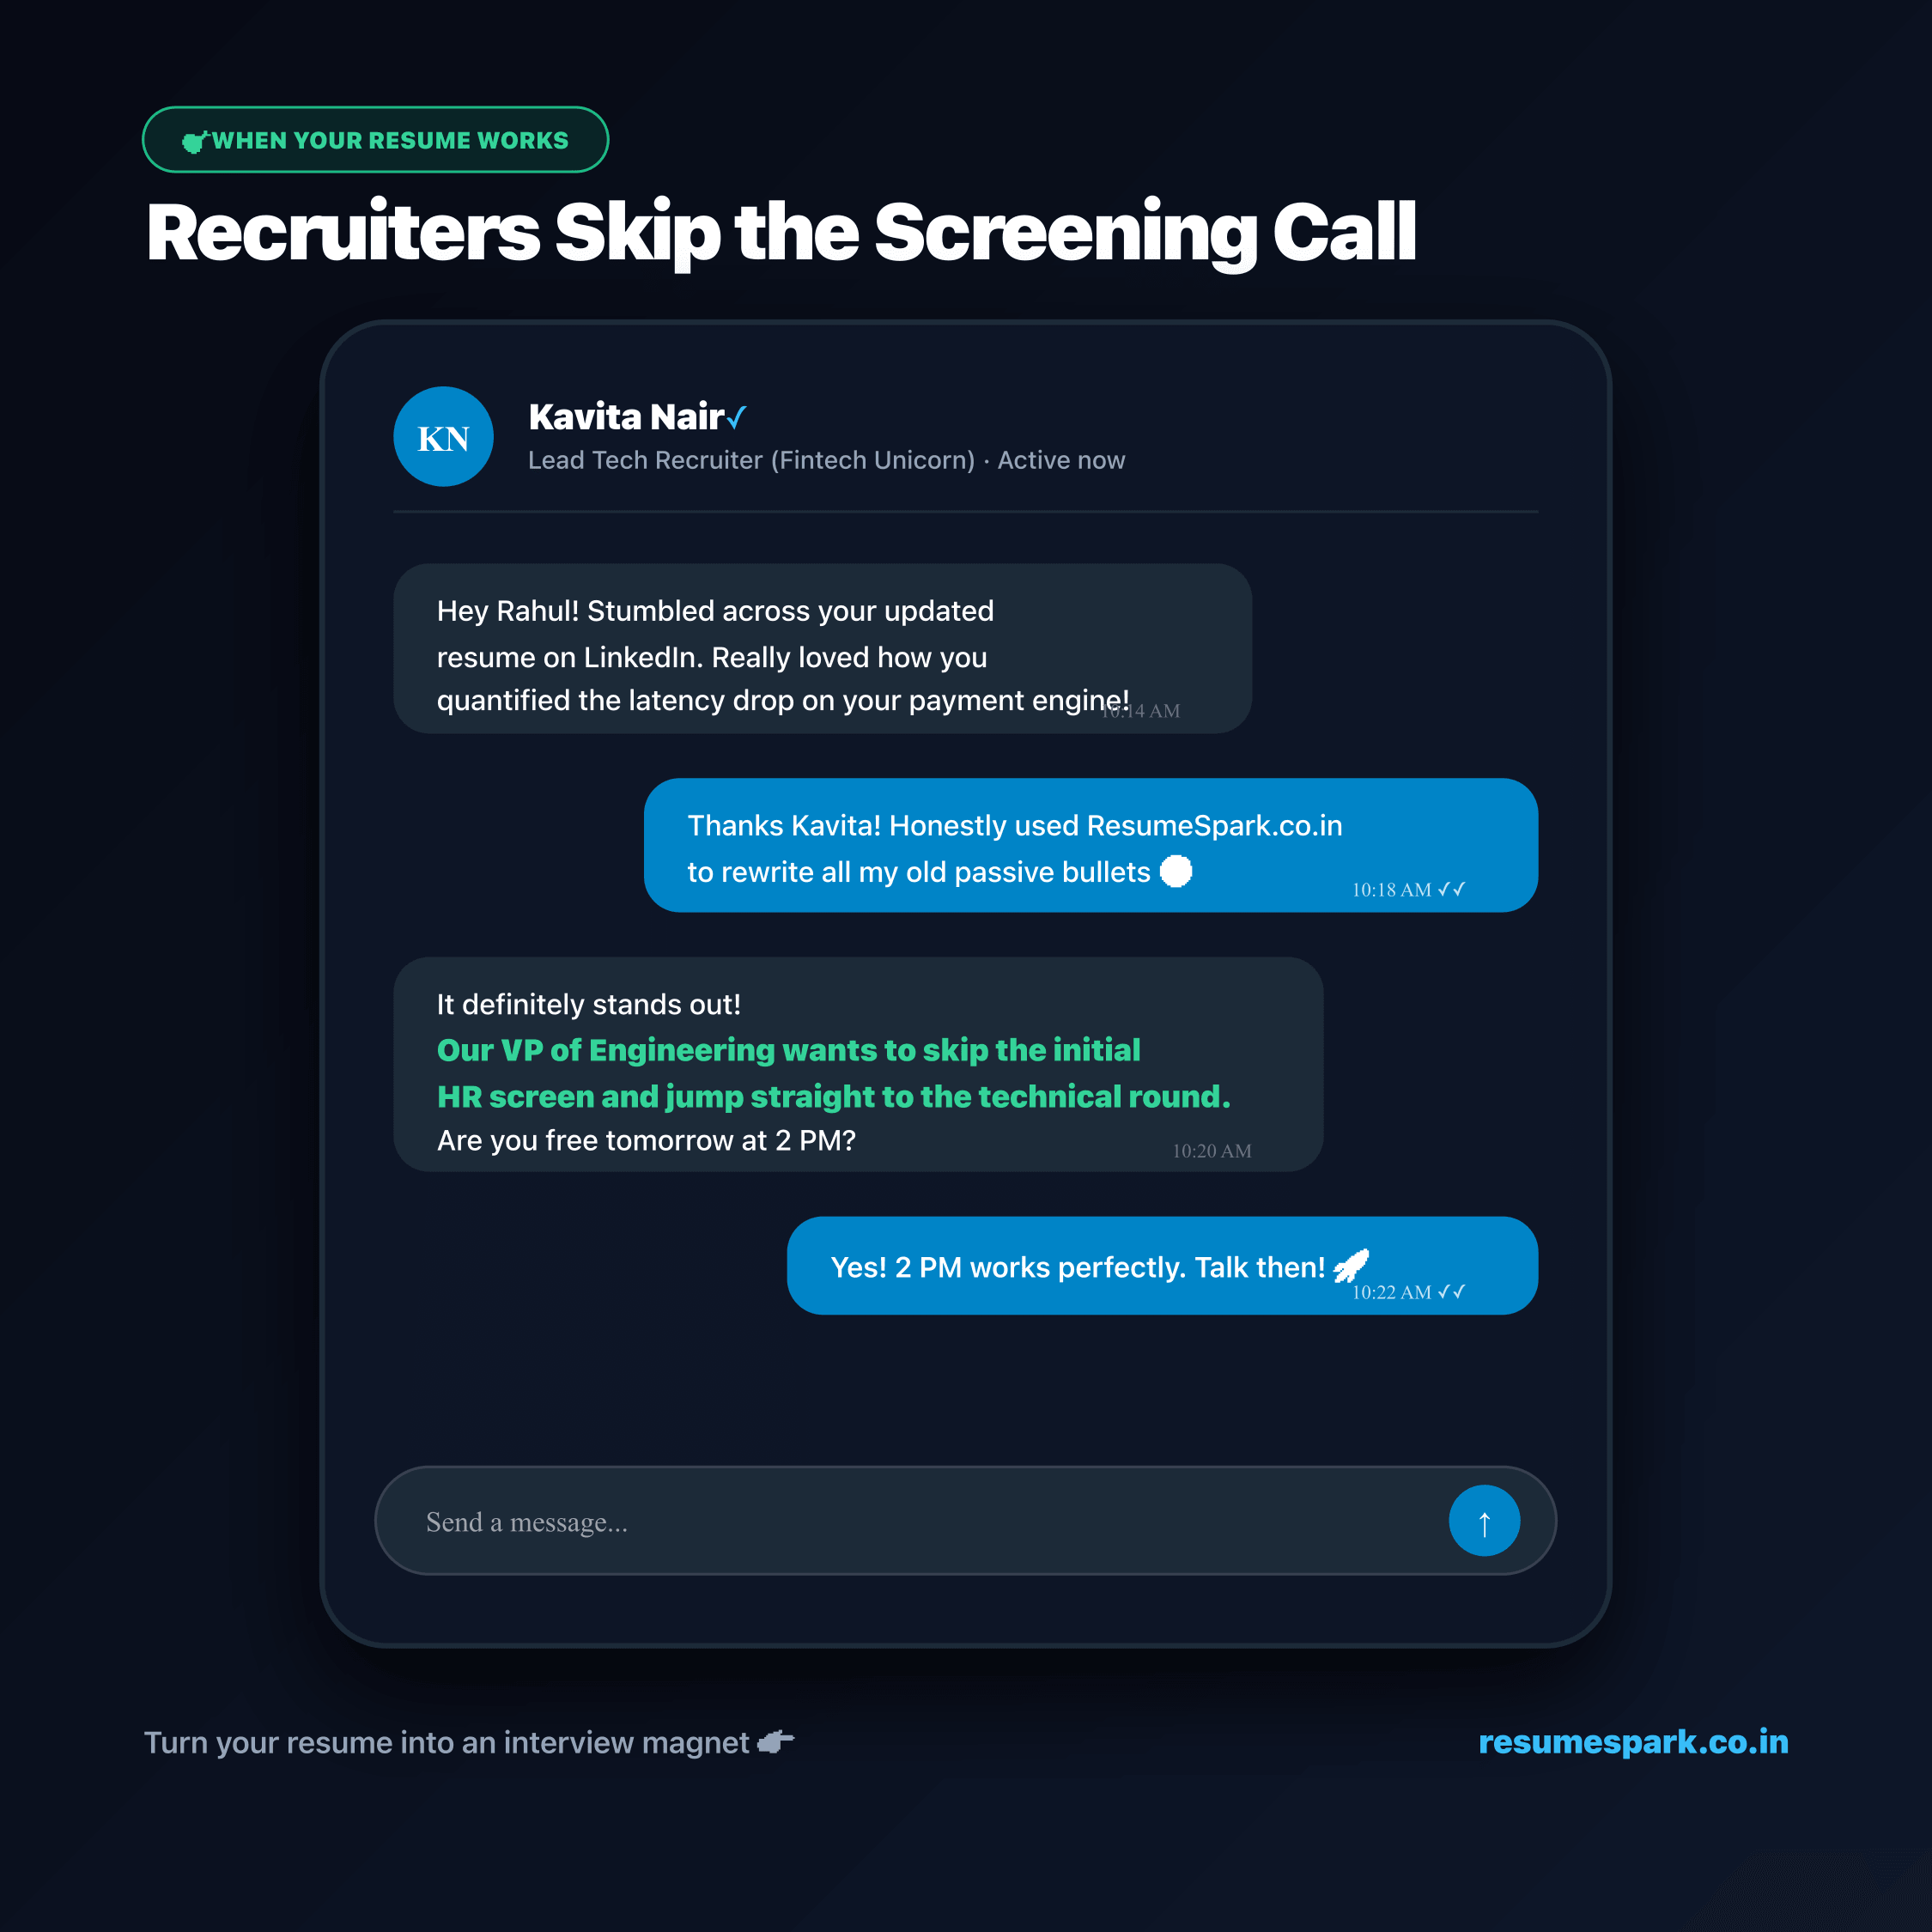 WHEN YOUR RESUME WORKS
Recruiters Skip the Screening Call
KN
Kavita Nair✓
Lead Tech Recruiter (Fintech Unicorn) · Active now
Hey Rahul! Stumbled across your updated
resume on LinkedIn. Really loved how you
quantified the latency drop on your payment engine!
10:14 AM
Thanks Kavita! Honestly used ResumeSpark.co.in
to rewrite all my old passive bullets
10:18 AM ✓✓
It definitely stands out!
Our VP of Engineering wants to skip the initial
HR screen and jump straight to the technical round.
Are you free tomorrow at 2 PM?
10:20 AM
Yes! 2 PM works perfectly. Talk then! 🚀
10:22 AM ✓✓
Send a message...
↑
Turn your resume into an interview magnet 👉
resumespark.co.in